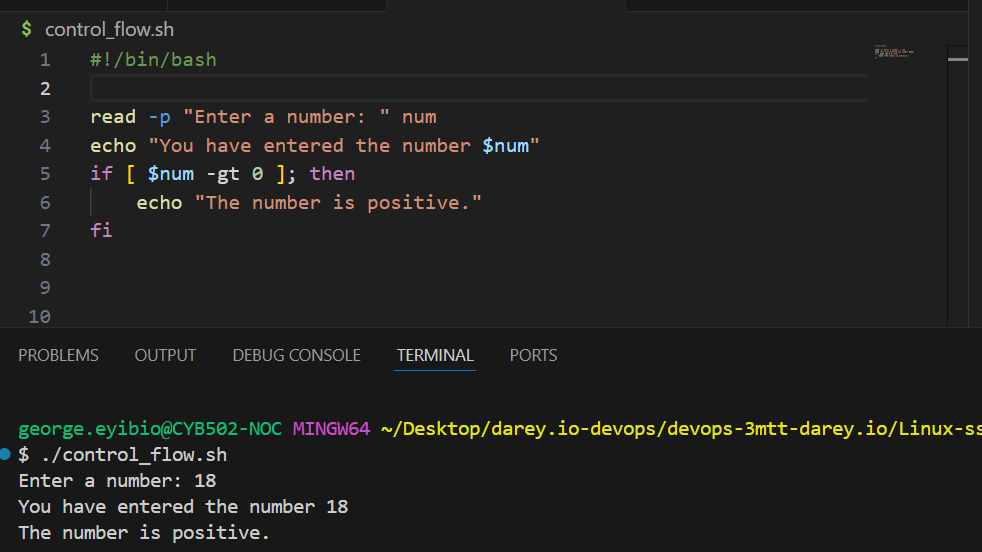 $ control_flow.sh
1 #!/bin/bash
2
3 read -p "Enter a number: " num
4 echo "You have entered the number $num"
5 if [ $num -gt 0 ]; then
6 echo "The number is positive."
7 fi
8
9
10
PROBLEMS OUTPUT DEBUG CONSOLE TERMINAL PORTS
george.eyibio@CYB502-NOC MINGW64 ~/Desktop/darey.io-devops/devops-3mtt-darey.io/Linux-ss
$ ./control_flow.sh
Enter a number: 18
You have entered the number 18
The number is positive.